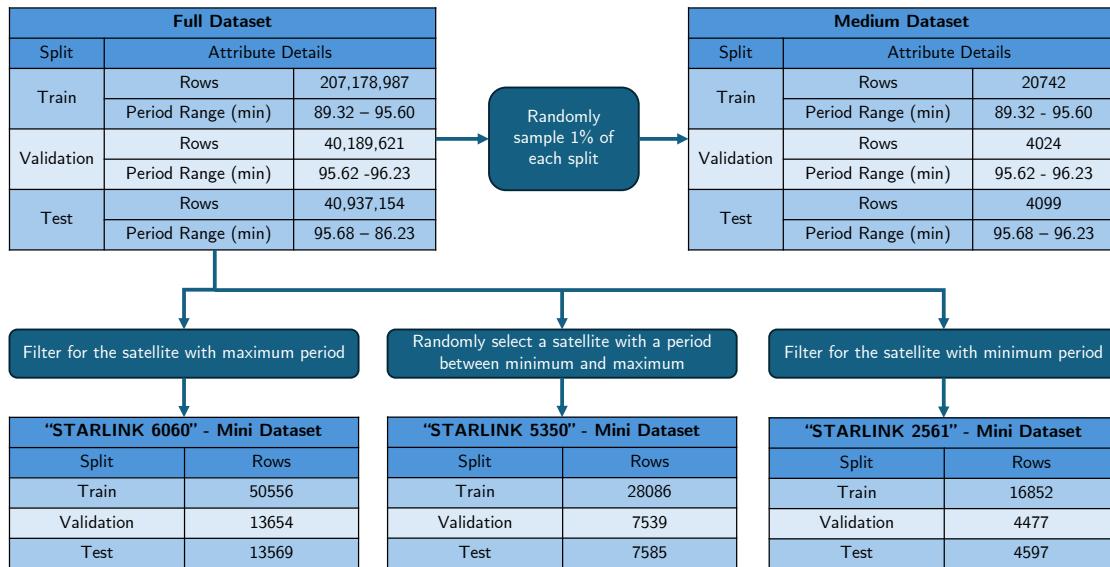 Full Dataset
Split Attribute Details
Train Rows 207,178,987
Period Range (min) 89.32 – 95.60
Validation Rows 40,189,621
Period Range (min) 95.62 -96.23
Test Rows 40,937,154
Period Range (min) 95.68 – 86.23
Randomly
sample 1% of
each split
Medium Dataset
Split Attribute Details
Train Rows 20742
Period Range (min) 89.32 - 95.60
Validation Rows 4024
Period Range (min) 95.62 -96.23
Test Rows 4099
Period Range (min) 95.68 – 96.23
Filter for the satellite with maximum period
Randomly select a satellite with a period
between minimum and maximum
Filter for the satellite with minimum period
“STARLINK 6060” - Mini Dataset
Split Rows
Train 50556
Validation 13654
Test 13569
“STARLINK 5350” - Mini Dataset
Split Rows
Train 28086
Validation 7539
Test 7585
“STARLINK 2561” - Mini Dataset
Split Rows
Train 16852
Validation 4477
Test 4597